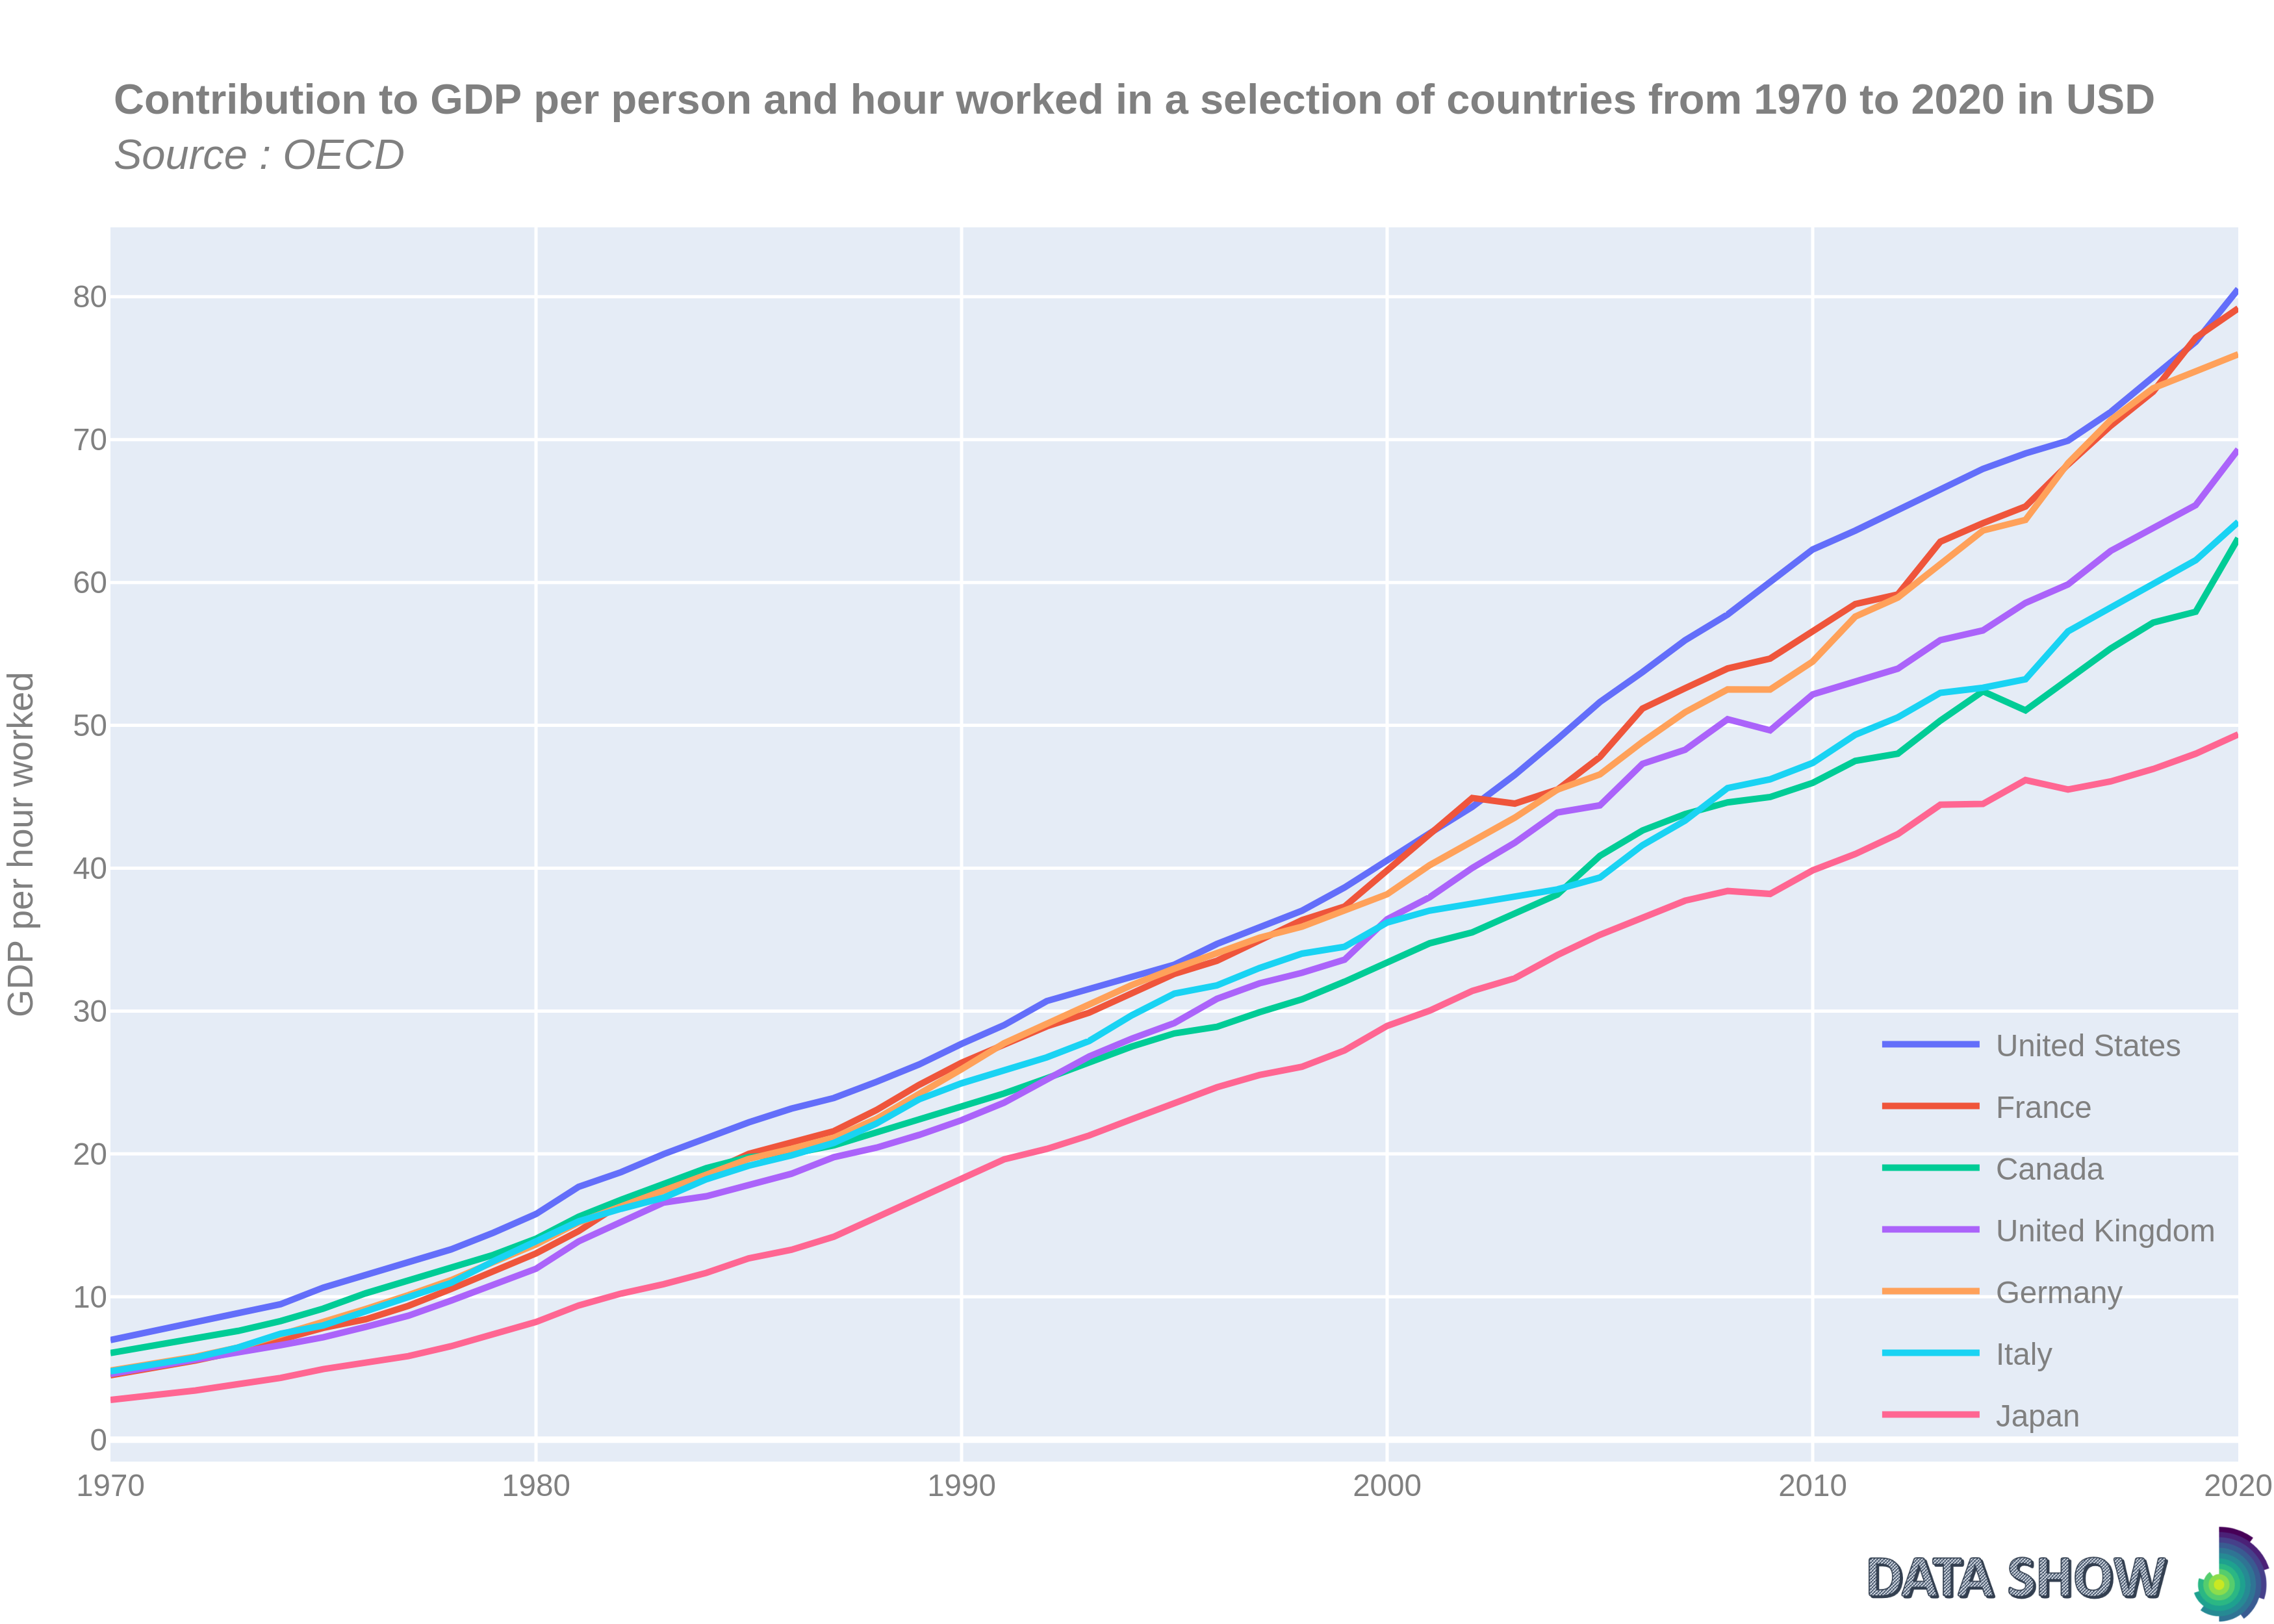 Contribution to GDP per person and hour worked in a selection of countries from 1970 to 2020 in USD
Source : OECD
GDP per hour worked
80
70
60
50
40
30
20
10
0
1970
1980
1990
2000
2010
2020
United States
France
Canada
United Kingdom
Germany
Italy
Japan
DATA SHOW